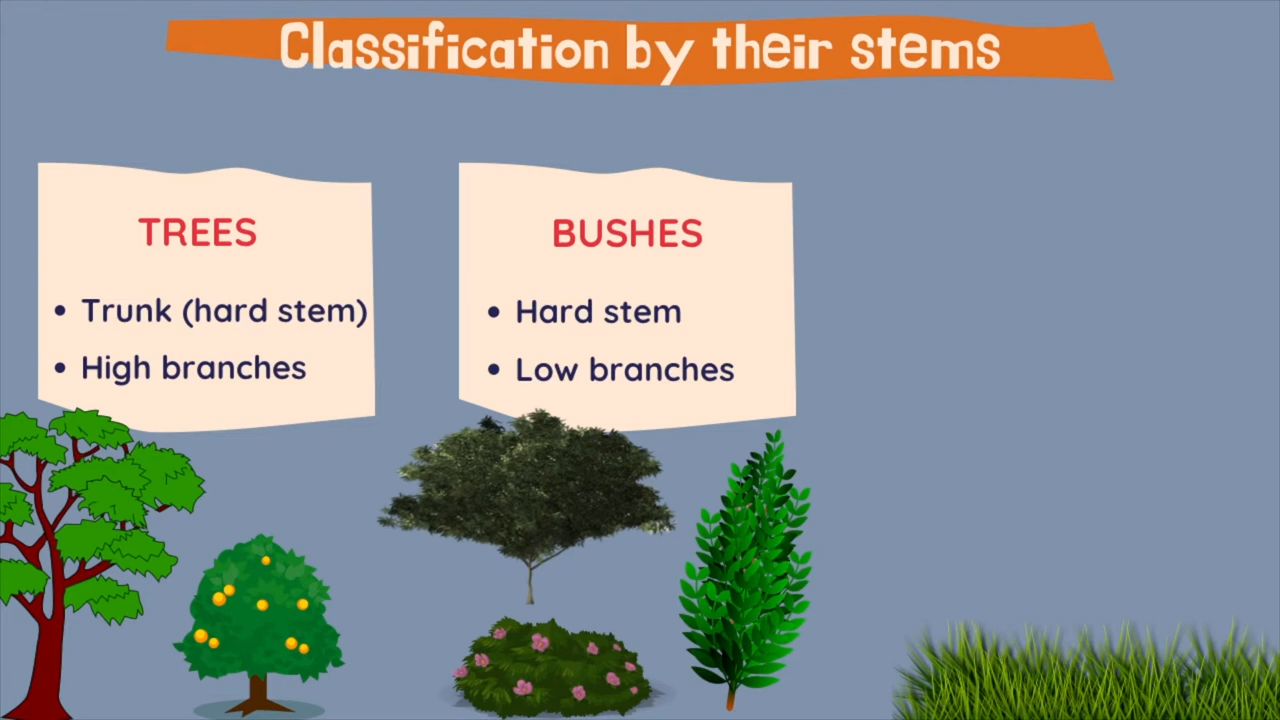 Classification by their stems
TREES
• Trunk (hard stem)
• High branches
BUSHES
• Hard stem
• Low branches